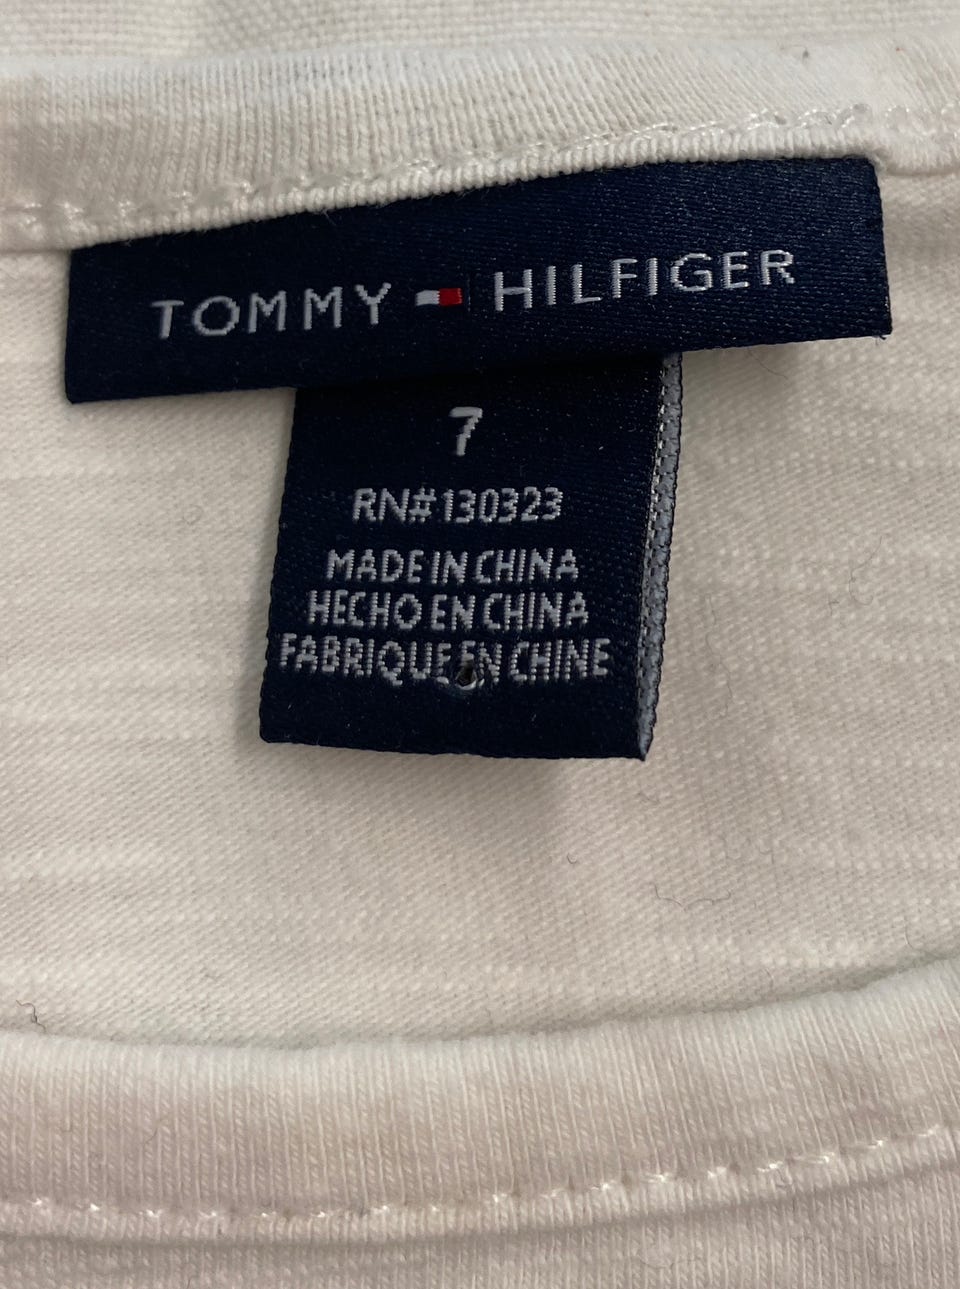 TOMMY HILFIGER
7
RN# 130323
MADE IN CHINA
HECHO EN CHINA
FABRIQUE EN CHINE